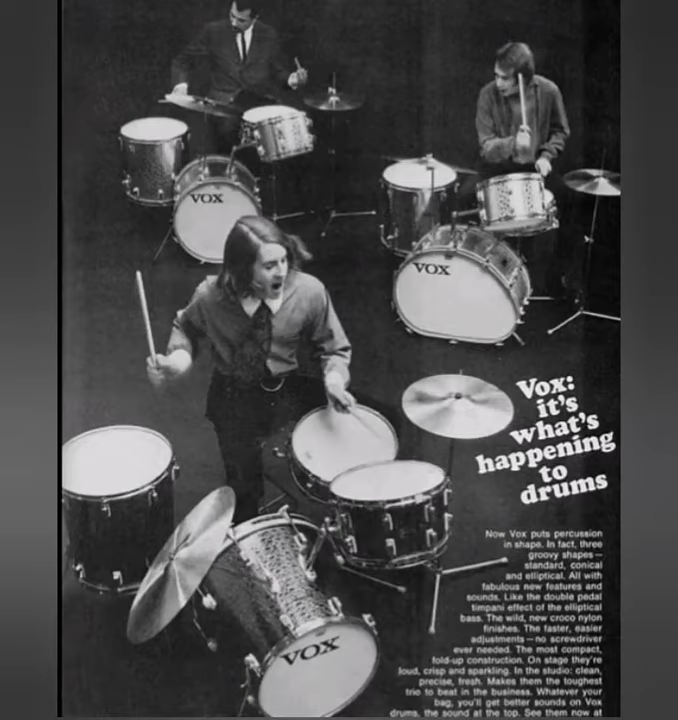 VOX
VOX
VOX
Vox:
it's
what's
happening
to
drums
Now Vox puts percussion
in shape. In fact, three
groovy shapes—
standard, conical
and elliptical. All with
fabulous new features and
sounds. Like the double pedal
timpani effect of the elliptical
bass. The wild, new croco nylon
finishes. The faster, easier
adjustments—no screwdriver
ever needed. The most compact,
fold-up construction. On stage they're
loud, crisp and sparkling. In the studio: clean,
precise, fresh. Makes them the toughest
trio to beat in the business. Whatever your
bag, you'll get better sounds on Vox
drums, the sound at the top. See them now at